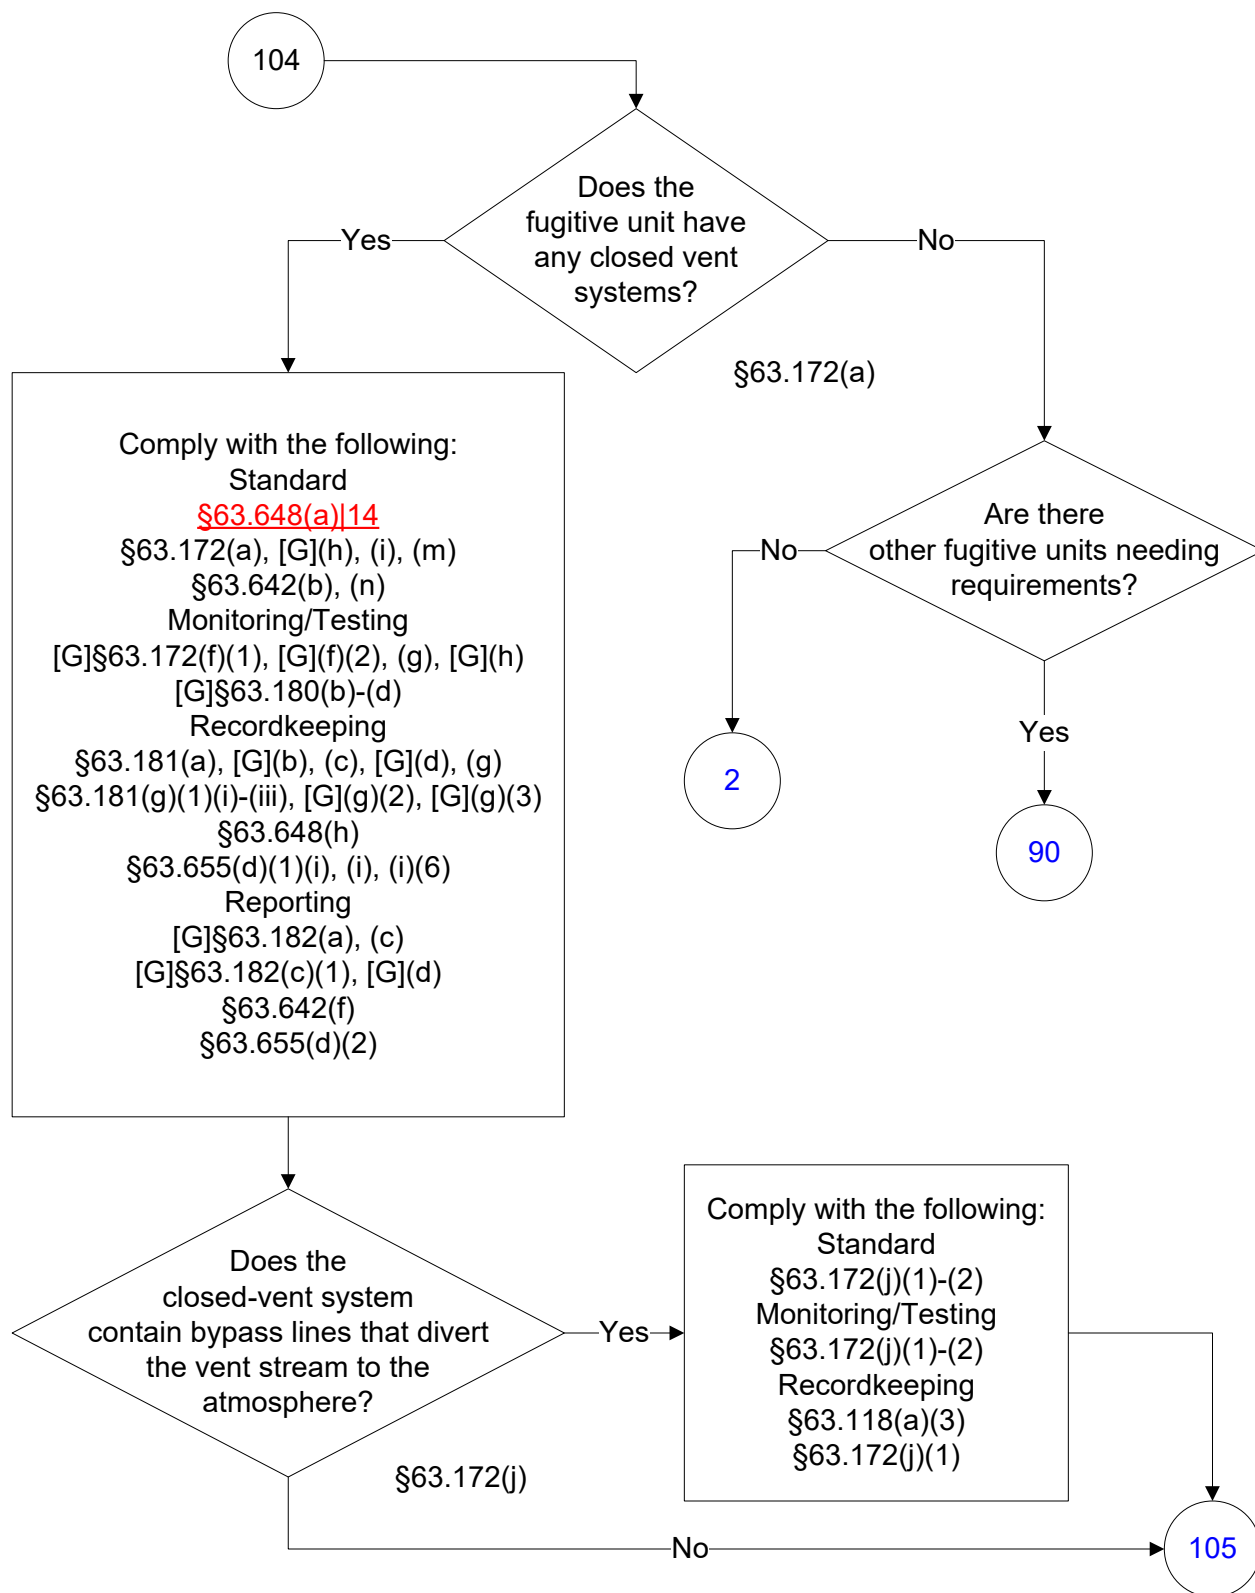 104
Does the
fugitive unit have
any closed vent
systems?
Yes
No
§63.172(a)
Comply with the following:
Standard
§63.648(a)|14
§63.172(a), [G](h), (i), (m)
§63.642(b), (n)
Monitoring/Testing
[G]§63.172(f)(1), [G](f)(2), (g), [G](h)
[G]§63.180(b)-(d)
Recordkeeping
§63.181(a), [G](b), (c), [G](d), (g)
§63.181(g)(1)(i)-(iii), [G](g)(2), [G](g)(3)
§63.648(h)
§63.655(d)(1)(i), (i), (i)(6)
Reporting
[G]§63.182(a), (c)
[G]§63.182(c)(1), [G](d)
§63.642(f)
§63.655(d)(2)
Are there
other fugitive units needing
requirements?
No
Yes
2
90
Does the
closed-vent system
contain bypass lines that divert
the vent stream to the
atmosphere?
Yes
§63.172(j)
No
Comply with the following:
Standard
§63.172(j)(1)-(2)
Monitoring/Testing
§63.172(j)(1)-(2)
Recordkeeping
§63.118(a)(3)
§63.172(j)(1)
105